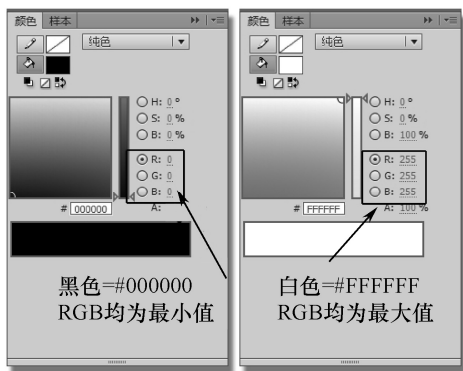 颜色 样本
纯色
H: 0 °
S: 0 %
B: 0 %
R: 0
G: 0
B: 0
# 000000
A:
黑色=#000000
RGB均为最小值
颜色 样本
纯色
H: 0 °
S: 0 %
B: 100 %
R: 255
G: 255
B: 255
# FFFFFF
A: 100 %
白色=#FFFFFF
RGB均为最大值